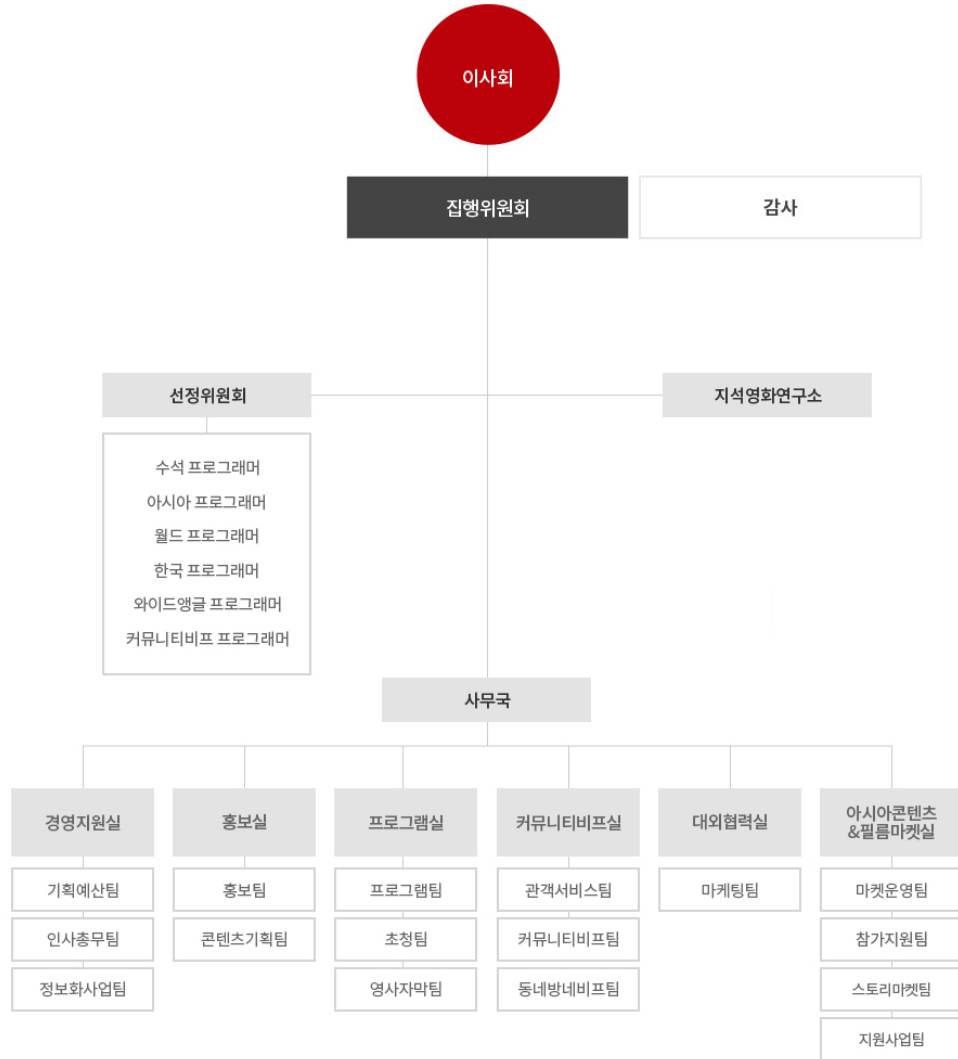 이사회
집행위원회
감사
선정위원회
지석영화연구소
수석 프로그래머
아시아 프로그래머
월드 프로그래머
한국 프로그래머
와이드앵글 프로그래머
커뮤니티비프 프로그래머
사무국
경영지원실
기획예산팀
인사총무팀
정보화사업팀
홍보실
홍보팀
콘텐츠기획팀
프로그램실
프로그램팀
초청팀
영사자막팀
커뮤니티비프실
관객서비스팀
커뮤니티비프팀
동네방네비프팀
대외협력실
마케팅팀
아시아콘텐츠
&필름마켓실
마켓운영팀
참가지원팀
스토리마켓팀
지원사업팀